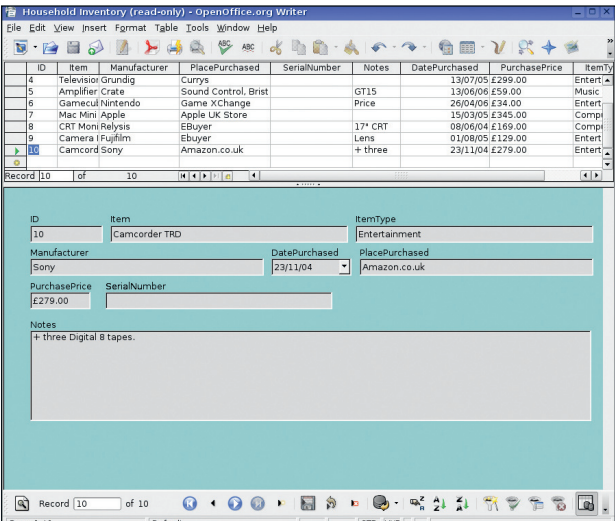 Household Inventory (read-only) - OpenOffice.org Writer
File Edit View Insert Format Table Tools Window Help
ID Item Manufacturer PlacePurchased SerialNumber Notes DatePurchased PurchasePrice ItemTy
4 Television Grundig Currys 13/07/05 £299.00 Entert
5 Amplifier Crate Sound Control, Brist GT15 13/06/06 £59.00 Music
6 Gamecul Nintendo Game XChange Price 26/04/06 £34.00 Entert
7 Mac Mini Apple Apple UK Store 15/03/05 £345.00 Compu
8 CRT Moni Relysis EBuyer 17" CRT 08/06/04 £169.00 Compu
9 Camera Fujifilm Ebuyer Lens 01/08/05 £129.00 Entert
10 Camcord Sony Amazon.co.uk + three 23/11/04 £279.00 Entert
Record 10 of 10
ID Item ItemType
10 Camcorder TRD Entertainment
Manufacturer DatePurchased PlacePurchased
Sony 23/11/04 Amazon.co.uk
PurchasePrice SerialNumber
£279.00
Notes
+ three Digital 8 tapes.
Record 10 of 10